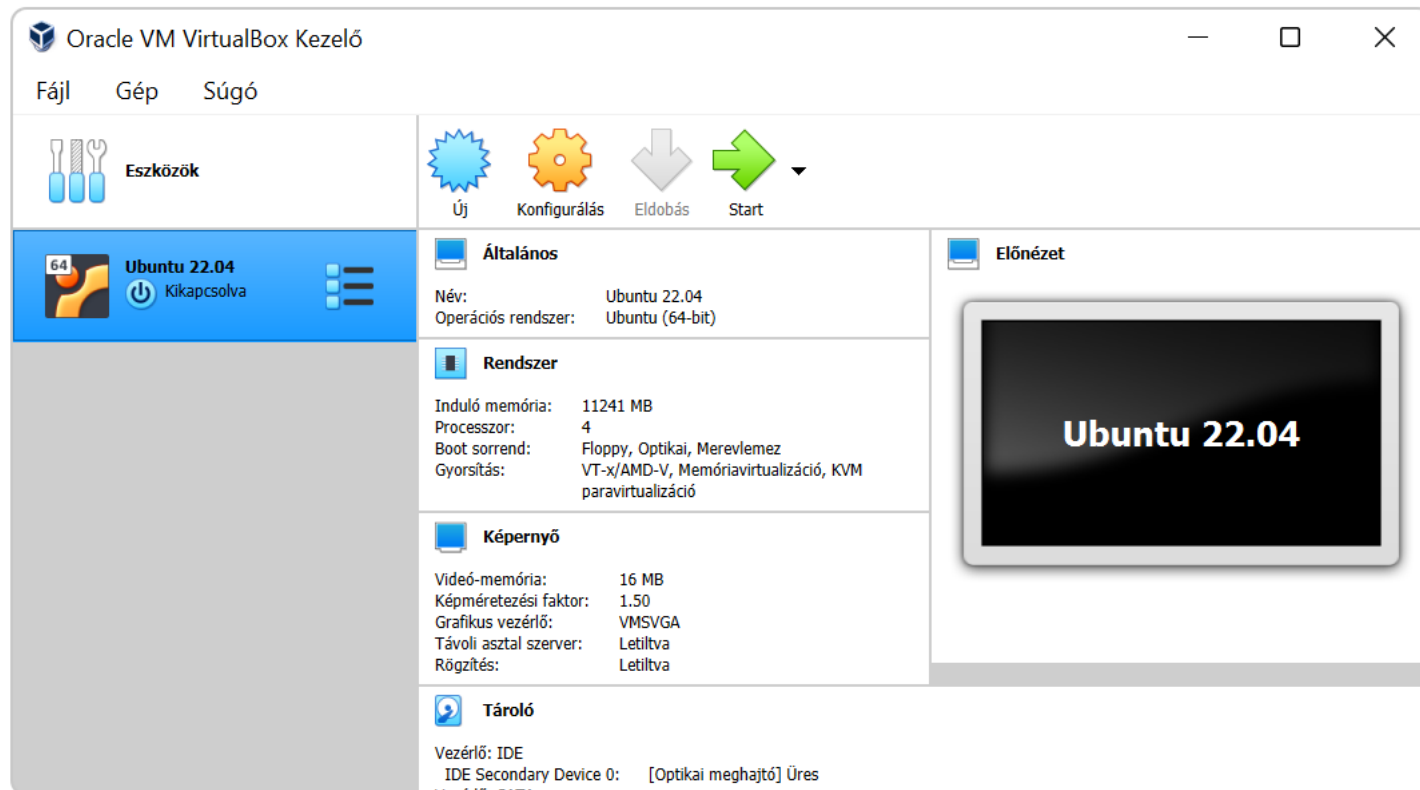 Oracle VM VirtualBox Kezelő
Fájl Gép Súgó
Eszközök
Új Konfigurálás Eldobás Start
64
Ubuntu 22.04
Kikapcsolva
Általános
Név: Ubuntu 22.04
Operációs rendszer: Ubuntu (64-bit)
Rendszer
Induló memória: 11241 MB
Processzor: 4
Boot sorrend: Floppy, Optikai, Merevlemez
Gyorsítás: VT-x/AMD-V, Memóriavirtualizáció, KVM
paravirtualizáció
Képernyő
Videó-memória: 16 MB
Képméretezési faktor: 1.50
Grafikus vezérlő: VMSVGA
Távoli asztal szerver: Letiltva
Rögzítés: Letiltva
Tároló
Vezérlő: IDE
IDE Secondary Device 0: [Optikai meghajtó] Üres
Előnézet
Ubuntu 22.04